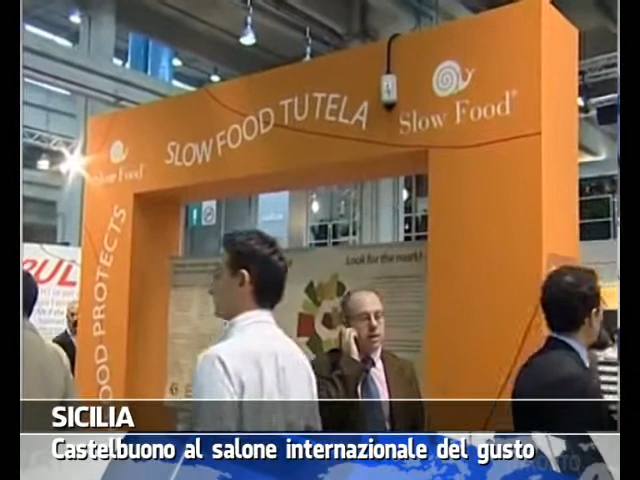 SLOW FOOD TUTELA
Slow Food®
Slow Food®
OOD PROTECTS
Look for the mark!
SICILIA
Castelbuono al salone internazionale del gusto